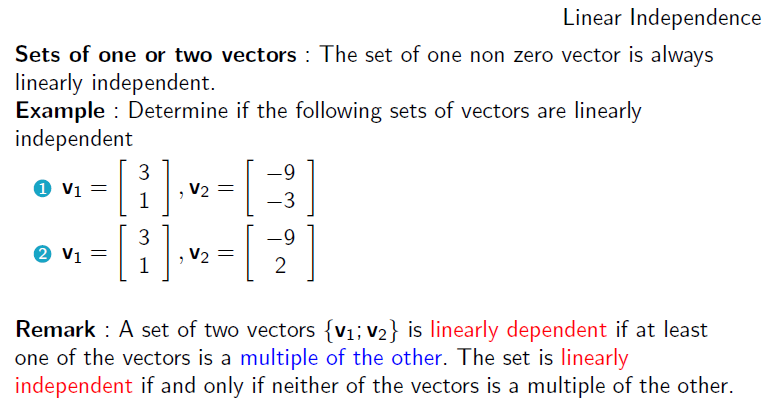 Linear Independence
Sets of one or two vectors : The set of one non zero vector is always
linearly independent.
Example : Determine if the following sets of vectors are linearly
independent
1 v₁ = [ 3 1 ] , v₂ = [ −9 −3 ]
2 v₁ = [ 3 1 ] , v₂ = [ −9 2 ]
Remark : A set of two vectors {v₁; v₂} is linearly dependent if at least
one of the vectors is a multiple of the other. The set is linearly
independent if and only if neither of the vectors is a multiple of the other.